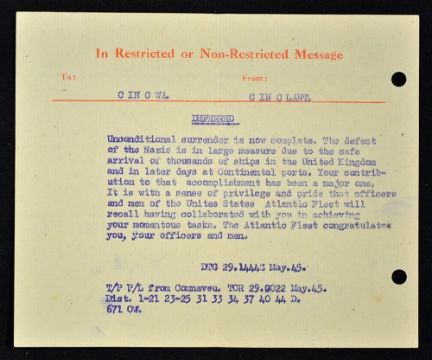 In Restricted or Non-Restricted Message
To: From:
C IN C WA. C IN C LANT.
DEFERRED
Unconditional surrender is now complete. The defeat
of the Nazis is in large measure due to the safe
arrival of thousands of ships in the United Kingdom
and in later days at Continental ports. Your contrib-
ution to that accomplishment has been a major one.
It is with a sense of privilege and pride that officers
and men of the Unites States Atlantic Fleet will
recall having collaborated with you in achieving
your momentous tasks. The Atlantic Fleet congratulates
you, your officers and men.
DTG 29.1444Z May.45.
T/P P/L from Comnaveu. TOR 29.2022 May.45.
Dist. 1-21 23-25 31 33 34 37 40 44 D.
671 OW.